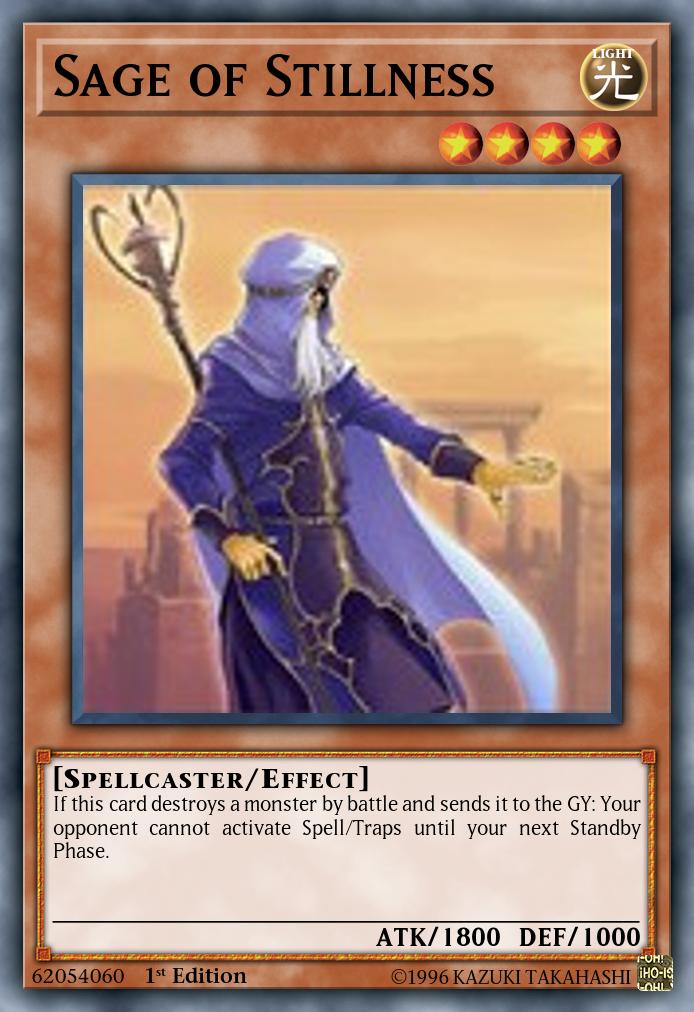 Sage of Stillness
LIGHT
光
[Spellcaster/Effect]
If this card destroys a monster by battle and sends it to the GY: Your
opponent cannot activate Spell/Traps until your next Standby
Phase.
ATK/1800 DEF/1000
62054060 1st Edition ©1996 KAZUKI TAKAHASHI